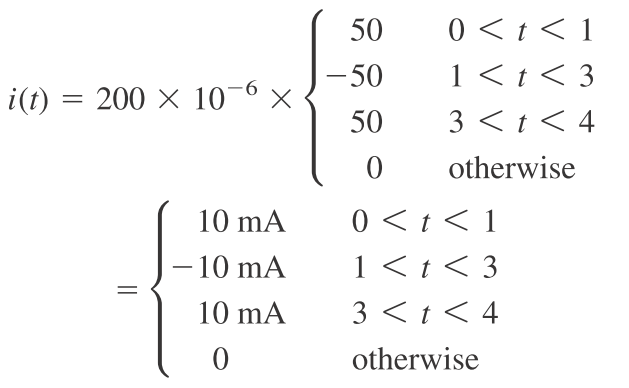 50 0 < t < 1
−50 1 < t < 3
i(t) = 200 × 10⁻⁶ ×
50 3 < t < 4
0 otherwise
10 mA 0 < t < 1
−10 mA 1 < t < 3
=
10 mA 3 < t < 4
0 otherwise